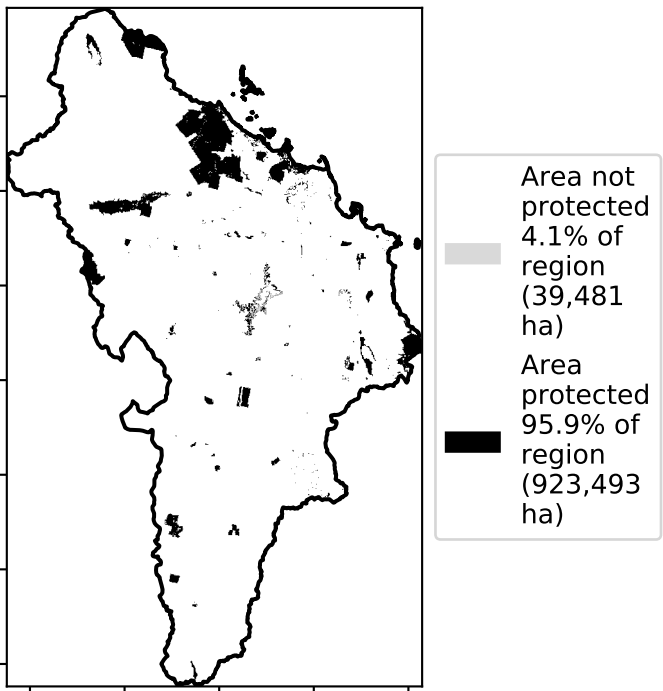 Area not
protected
4.1% of
region
(39,481
ha)
Area
protected
95.9% of
region
(923,493
ha)